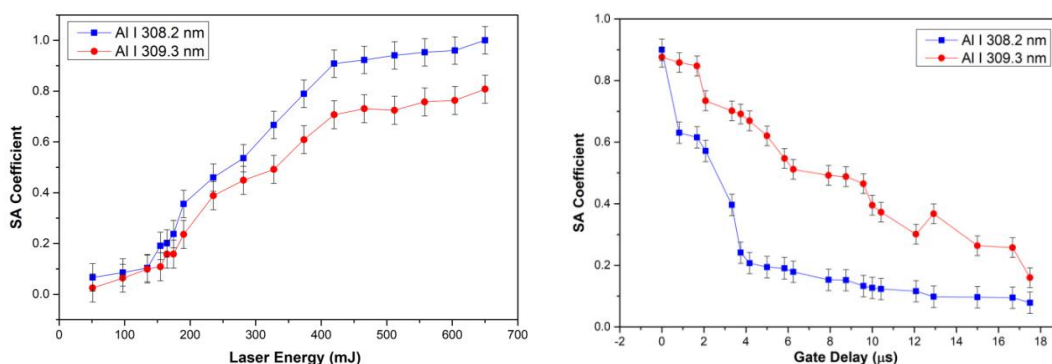 Al I 308.2 nm
Al I 309.3 nm
1.0
0.8
0.6
0.4
0.2
0.0
SA Coefficient
0 100 200 300 400 500 600 700
Laser Energy (mJ)
Al I 308.2 nm
Al I 309.3 nm
1.0
0.8
0.6
0.4
0.2
0.0
SA Coefficient
-2 0 2 4 6 8 10 12 14 16 18
Gate Delay (μs)